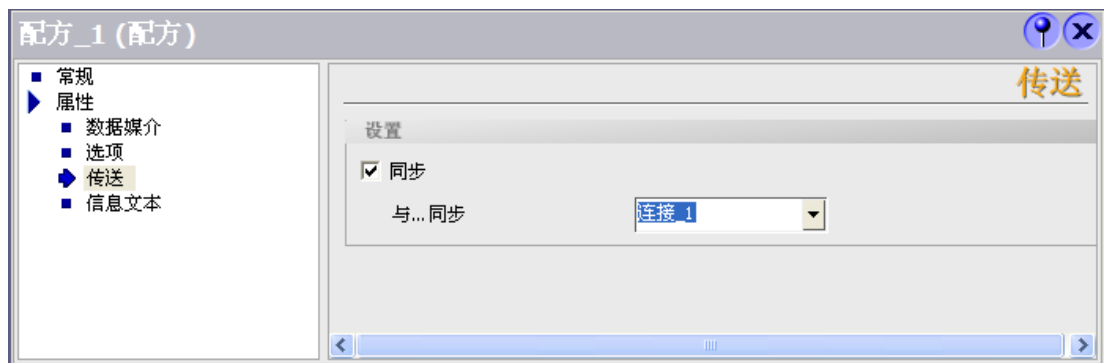 配方_1 (配方)
常规
属性
数据媒介
选项
传送
信息文本
传送
设置
同步
与...同步
连接_1